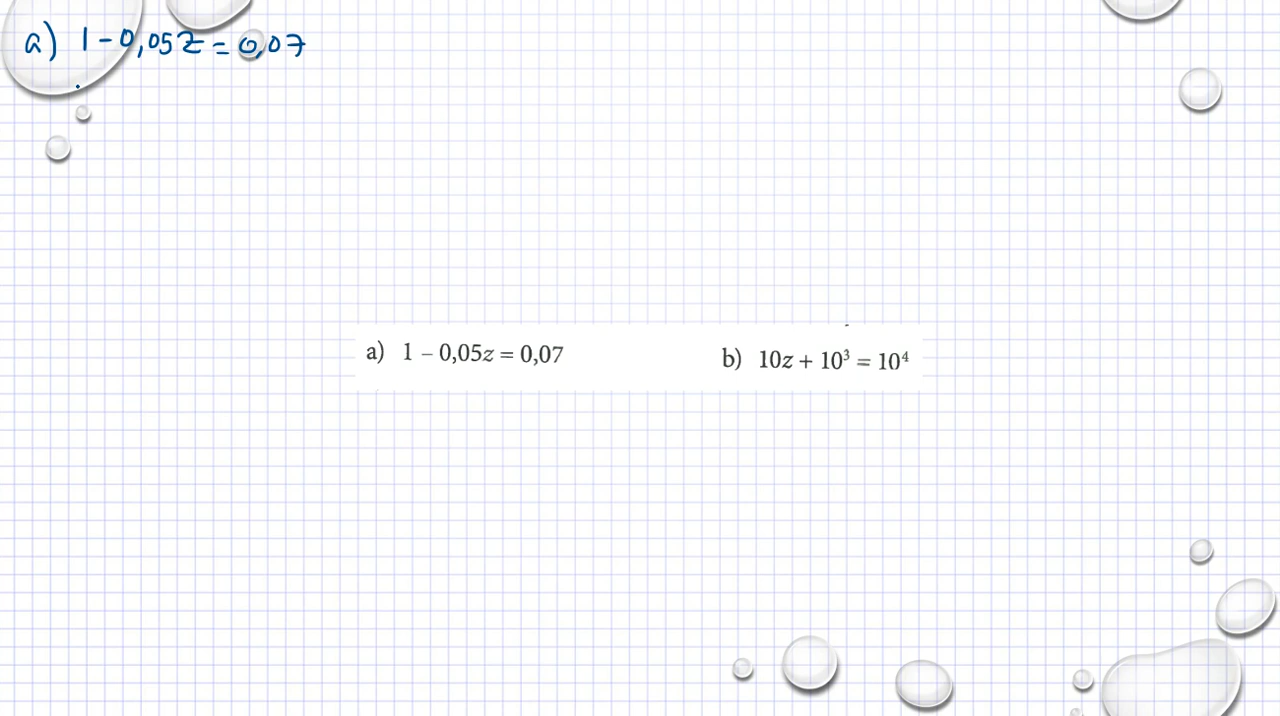 a) 1 - 0,05z = 0,07
a) 1 – 0,05z = 0,07
b) 10z + 10³ = 10⁴